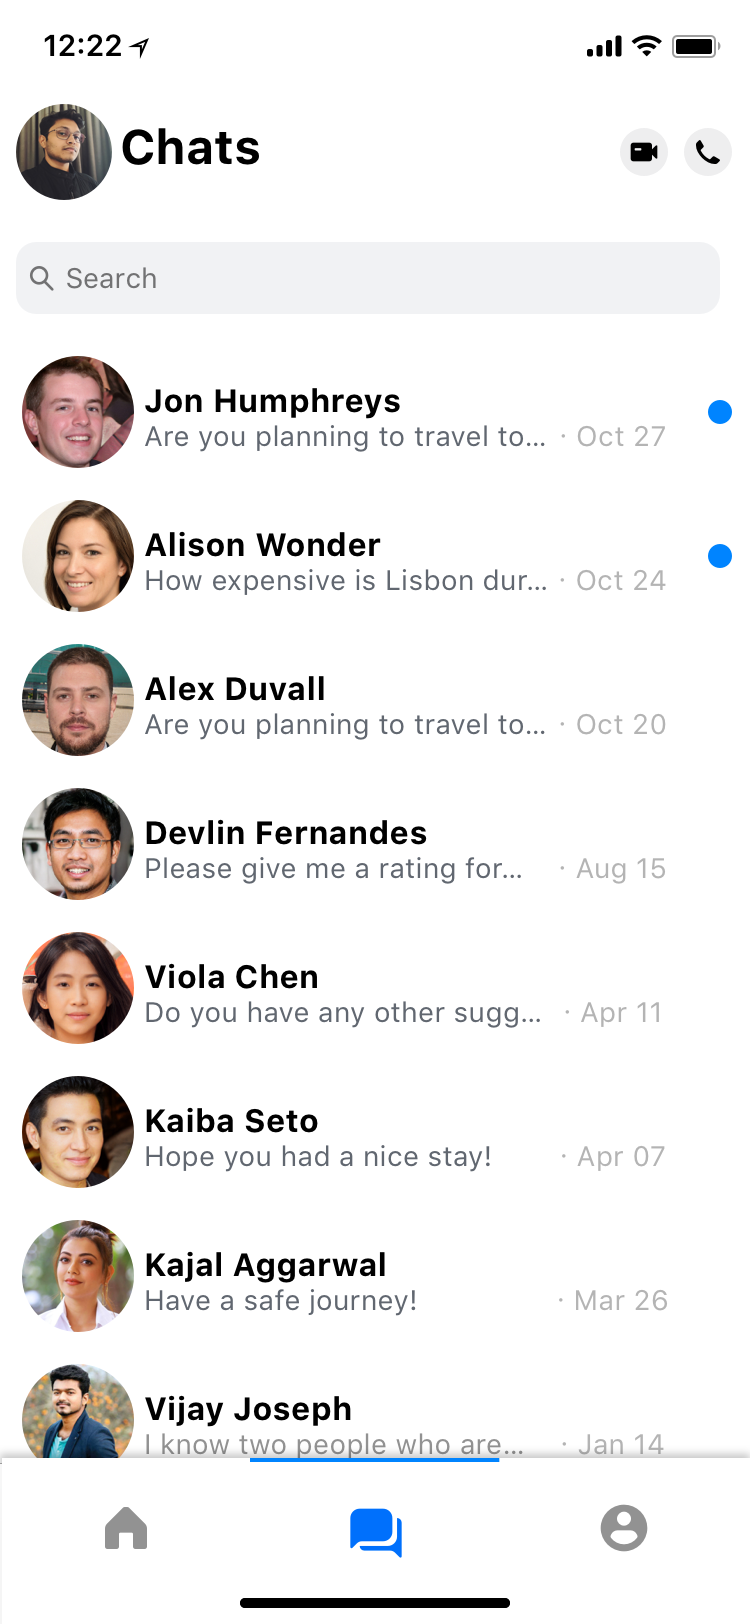 12:22
Chats
Search
Jon Humphreys
Are you planning to travel to... · Oct 27
Alison Wonder
How expensive is Lisbon dur... · Oct 24
Alex Duvall
Are you planning to travel to... · Oct 20
Devlin Fernandes
Please give me a rating for... · Aug 15
Viola Chen
Do you have any other sugg... · Apr 11
Kaiba Seto
Hope you had a nice stay! · Apr 07
Kajal Aggarwal
Have a safe journey! · Mar 26
Vijay Joseph
I know two people who are... · Jan 14